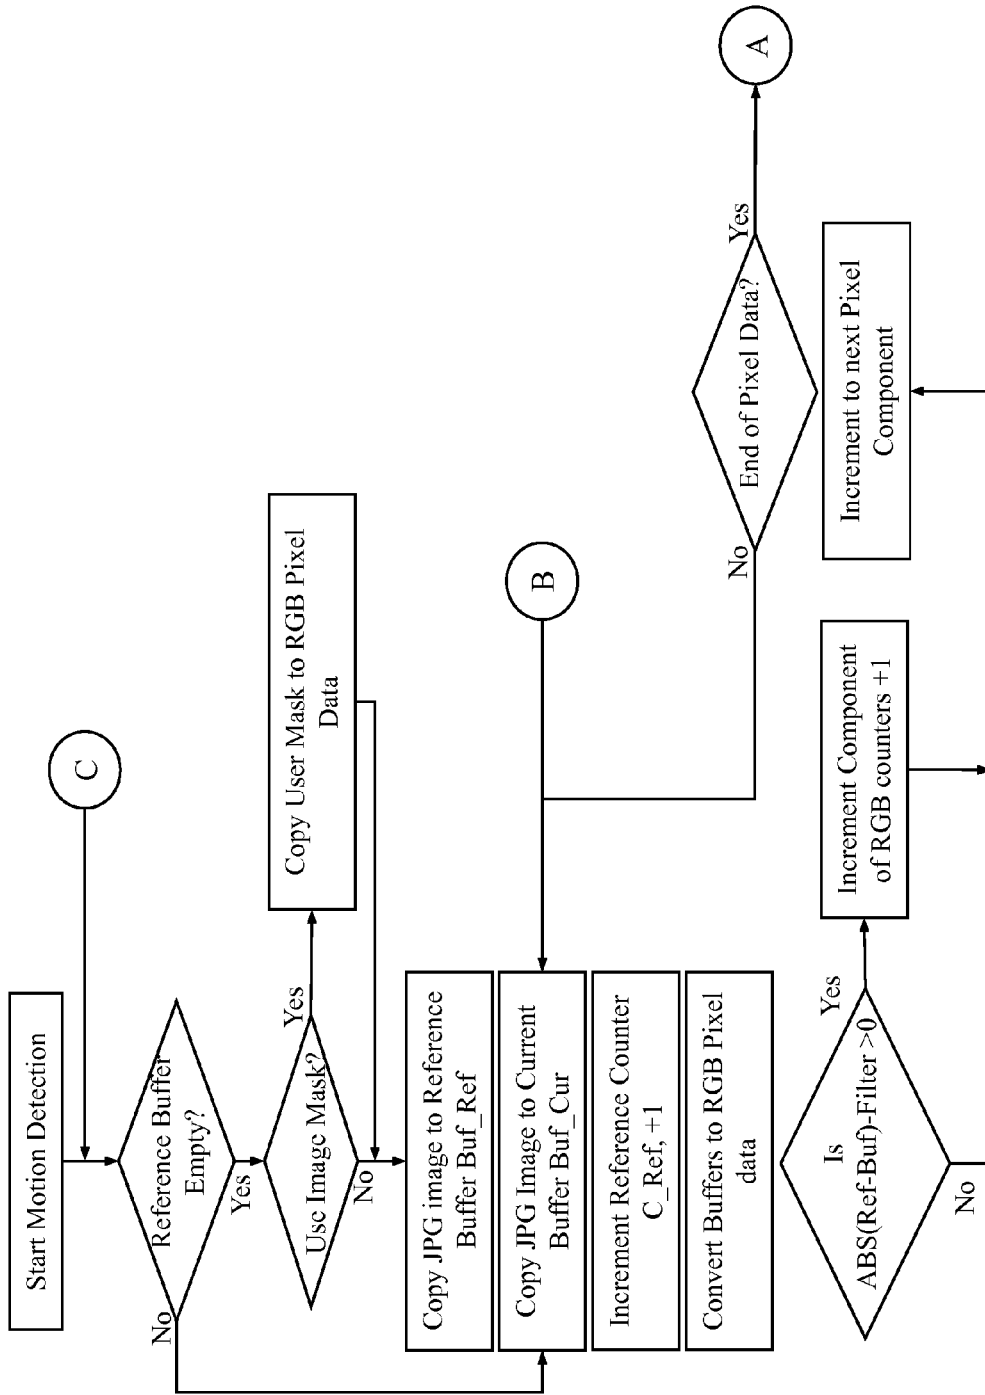 Start Motion Detection
C
Reference Buffer
Empty?
No
Yes
Use Image Mask?
Yes
No
Copy User Mask to RGB Pixel
Data
Copy JPG image to Reference
Buffer Buf_Ref
Copy JPG Image to Current
Buffer Buf_Cur
B
Increment Reference Counter
C_Ref, +1
Convert Buffers to RGB Pixel
data
Is
ABS(Ref-Buf)-Filter >0
Yes
No
Increment Component
of RGB counters +1
Increment to next Pixel
Component
End of Pixel Data?
No
Yes
A